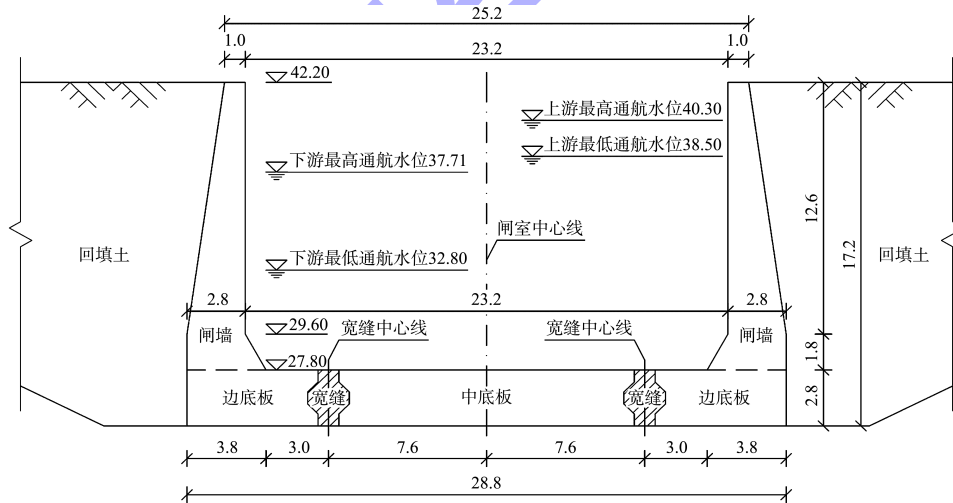 25.2
1.0
23.2
1.0
42.20
上游最高通航水位40.30
上游最低通航水位38.50
下游最高通航水位37.71
12.6
17.2
闸室中心线
回填土
回填土
下游最低通航水位32.80
2.8
23.2
2.8
闸墙
29.60
宽缝中心线
宽缝中心线
闸墙
1.8
27.80
边底板
宽缝
中底板
宽缝
边底板
2.8
3.8
3.0
7.6
7.6
3.0
3.8
28.8